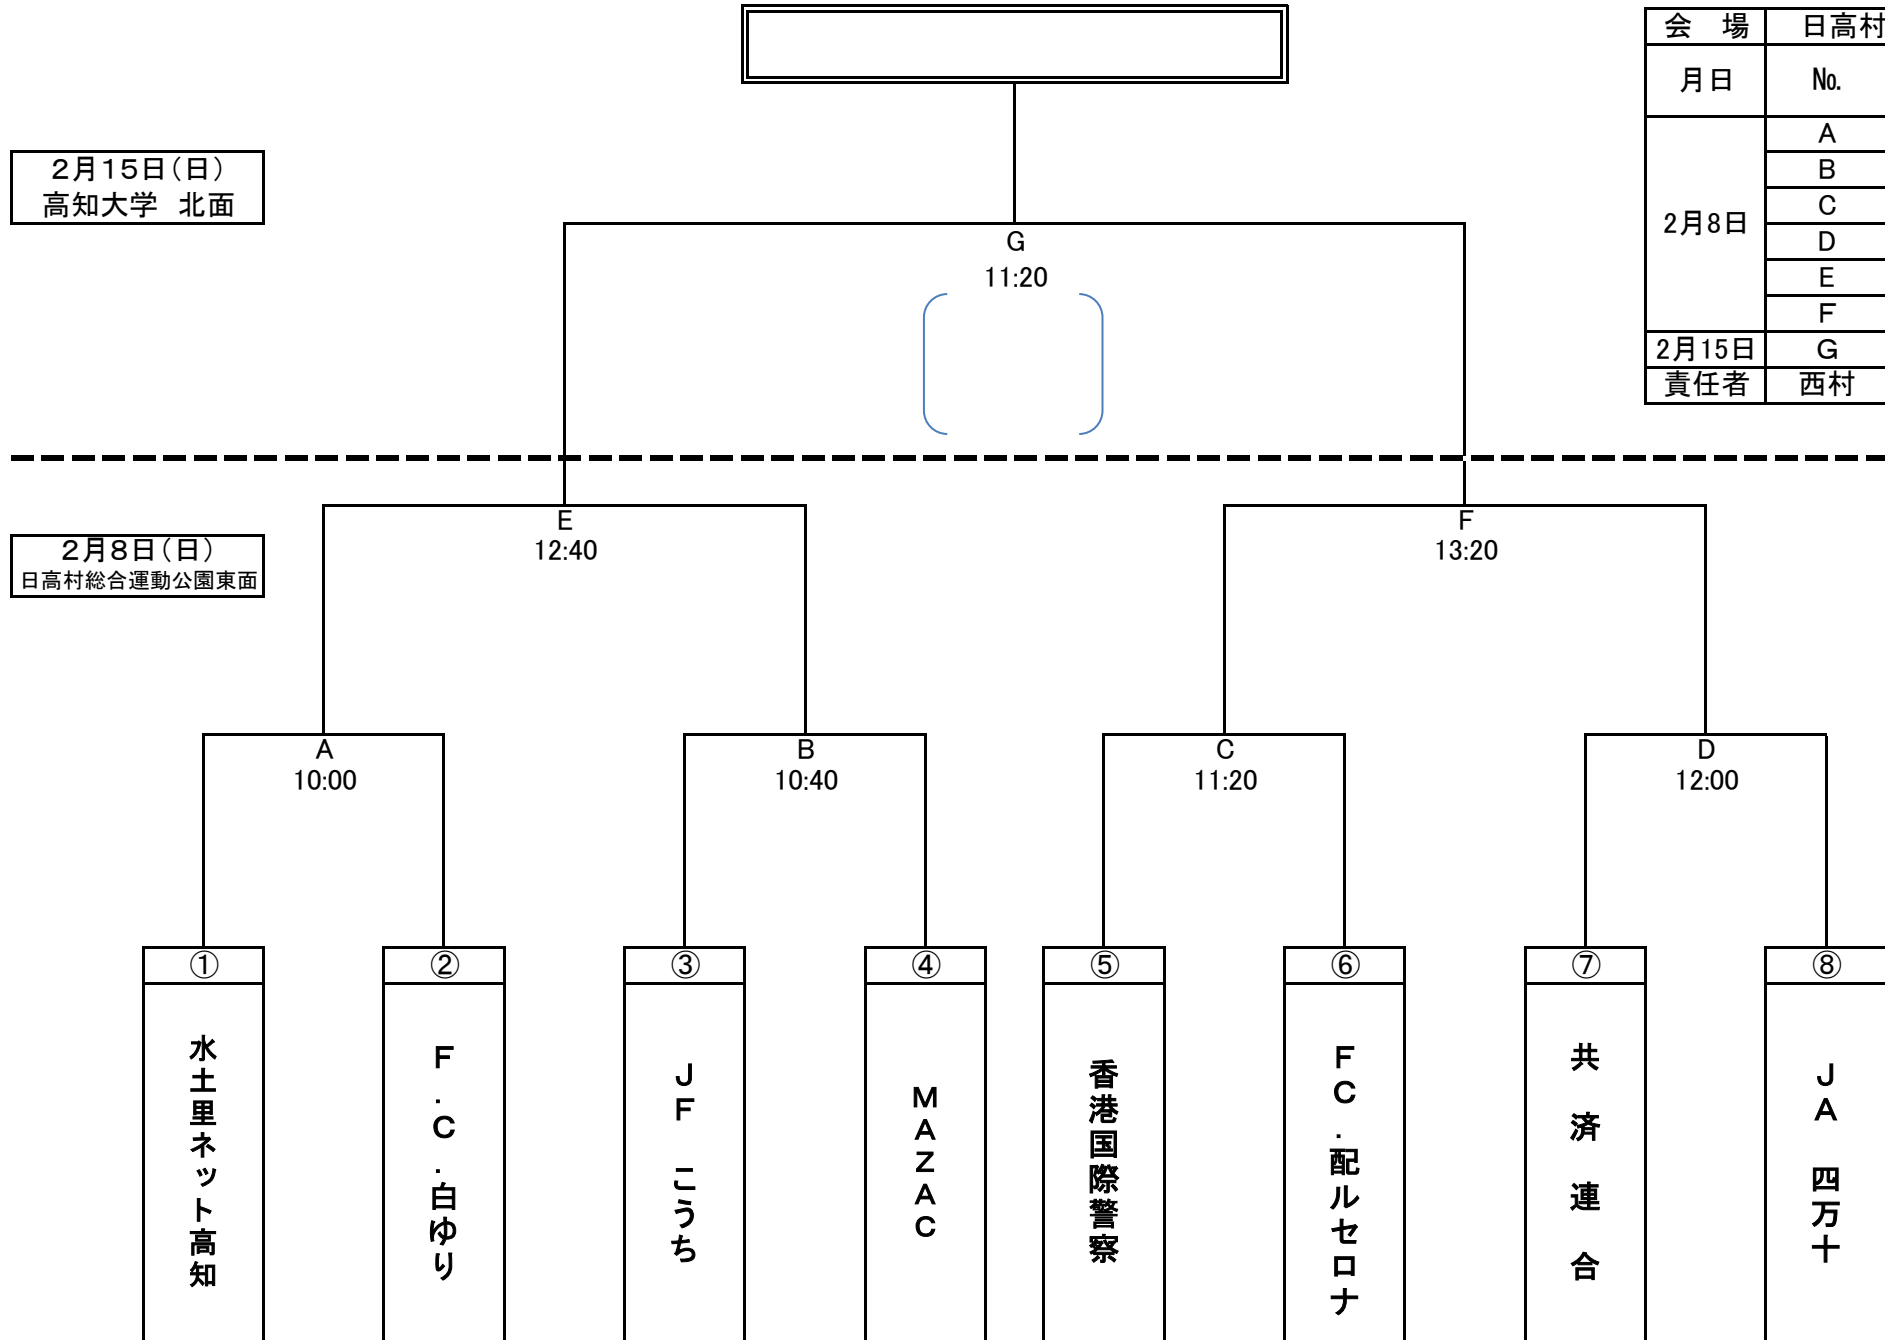 会　場 日高村
月日 No.
2月8日 A
B
C
D
E
F
2月15日 G
責任者 西村
２月１５日（日）
高知大学　北面
G
11:20
２月８日（日）
日高村総合運動公園東面
E
12:40
F
13:20
A
10:00
B
10:40
C
11:20
D
12:00
①
②
③
④
⑤
⑥
⑦
⑧
水土里ネット高知
Ｆ．Ｃ．白ゆり
ＪＦ　こうち
ＭＡＺＡＣ
香港国際警察
ＦＣ．配ルセロナ
共済連合
ＪＡ　四万十